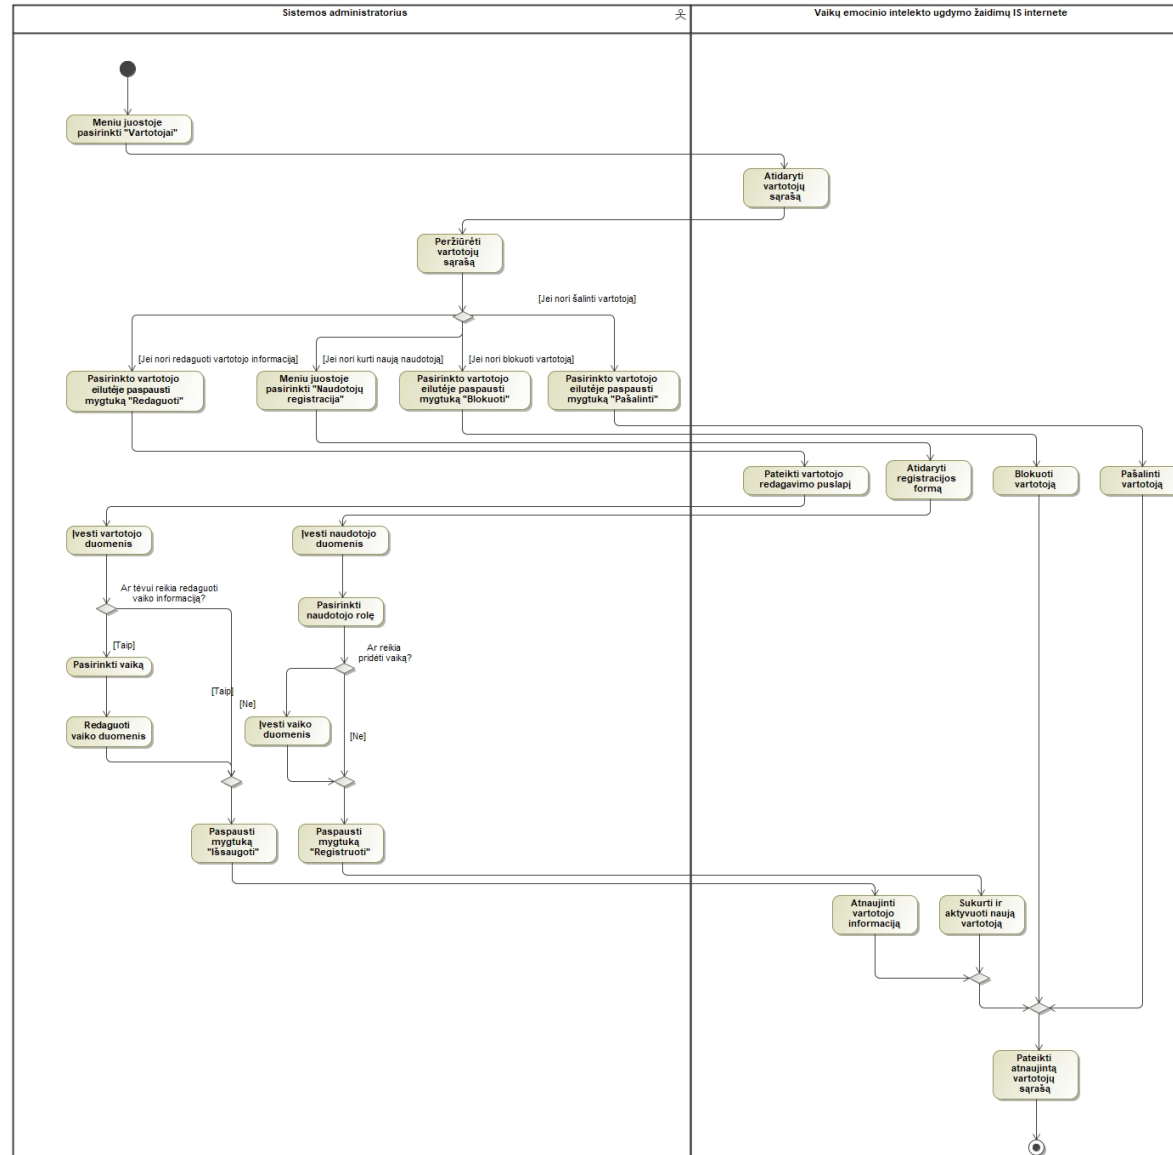 Sistemos administratorius
Vaikų emocinio intelekto ugdymo žaidimų IS internete
Meniu juostoje
pasirinkti "Vartotojai"
Atidaryti
vartotojų
sąrašą
Peržiūrėti
vartotojų
sąrašą
[Jei nori šalinti vartotoją]
[Jei nori redaguoti vartotojo informaciją]
[Jei nori kurti naują naudotoją]
[Jei nori blokuoti vartotoją]
Pasirinkto vartotojo
eilutėje paspausti
mygtuką "Redaguoti"
Meniu juostoje
pasirinkti "Naudotojų
registracija"
Pasirinkto vartotojo
eilutėje paspausti
mygtuką "Blokuoti"
Pasirinkto vartotojo
eilutėje paspausti
mygtuką "Pašalinti"
Pateikti vartotojo
redagavimo puslapį
Atidaryti
registracijos
formą
Blokuoti
vartotoją
Pašalinti
vartotoją
Įvesti vartotojo
duomenis
Įvesti naudotojo
duomenis
Ar tėvui reikia redaguoti
vaiko informaciją?
Pasirinkti
naudotojo rolę
[Taip]
Ar reikia
pridėti vaiką?
Pasirinkti vaiką
[Taip]
[Ne]
Redaguoti
vaiko duomenis
Įvesti vaiko
duomenis
[Ne]
Paspausti
mygtuką
"Išsaugoti"
Paspausti
mygtuką
"Registruoti"
Atnaujinti
vartotojo
informaciją
Sukurti ir
aktyvuoti naują
vartotoją
Pateikti
atnaujintą
vartotojų
sąrašą